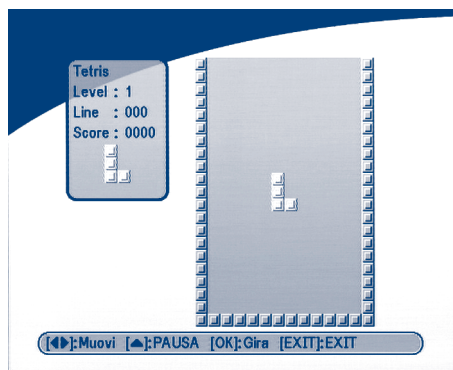 Tetris
Level : 1
Line : 000
Score : 0000
[◀▶]:Muovi [▲]:PAUSA [OK]:Gira [EXIT]:EXIT